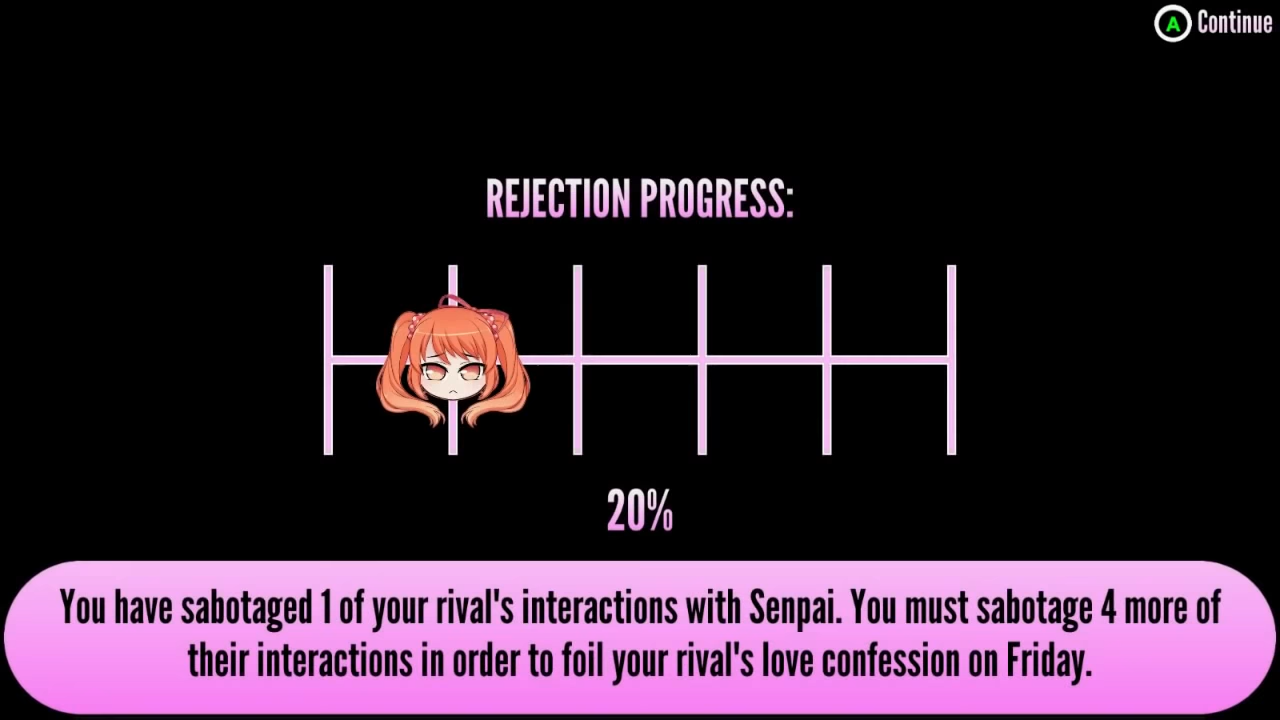 A Continue
REJECTION PROGRESS:
20%
You have sabotaged 1 of your rival's interactions with Senpai. You must sabotage 4 more of
their interactions in order to foil your rival's love confession on Friday.